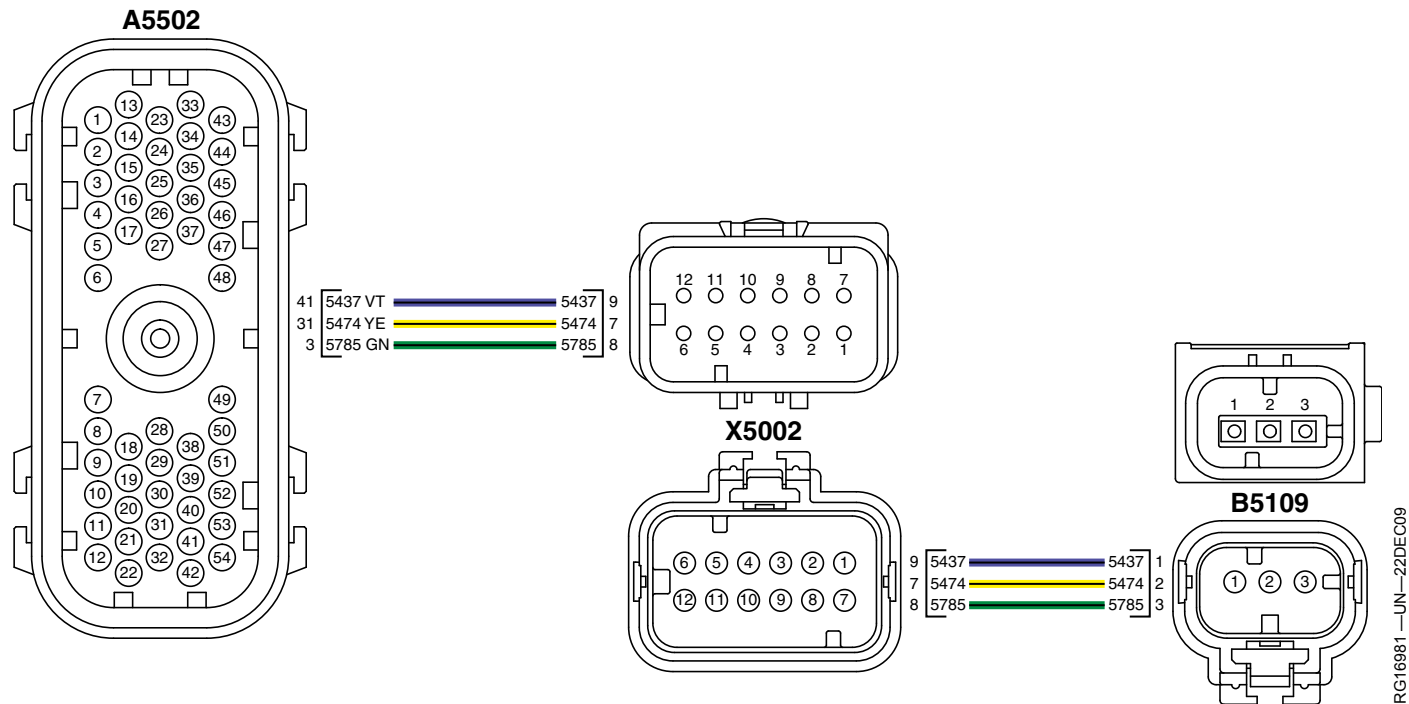 A5502
13 33
1 23 43
14 34
2 24 44
15 35
3 25 45
16 36
4 26 46
17 37
5 27 47
6 48
7 49
28
8 50
18 38
9 29 51
19 39
10 30 52
20 40
11 31 53
21 41
12 32 54
22 42
41 5437 VT 5437 9
31 5474 YE 5474 7
3 5785 GN 5785 8
12 11 10 9 8 7
6 5 4 3 2 1
X5002
6 5 4 3 2 1
12 11 10 9 8 7
9 5437 5437 1
7 5474 5474 2
8 5785 5785 3
1 2 3
B5109
1 2 3
RG16981 —UN—22DEC09